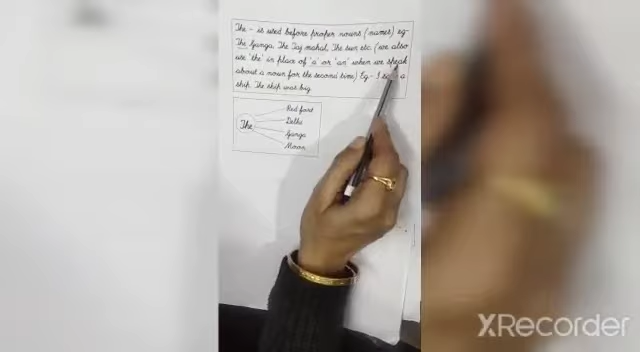 The - is used before proper nouns (names) eg-
The Ganga, The Taj mahal, The sun etc. (we also
use 'the' in place of 'a' or 'an' when we speak
about a noun for the second time) Eg- I a
ship. The ship was big.
The
Red fort
Delhi
Ganga
Moon
XRecorder